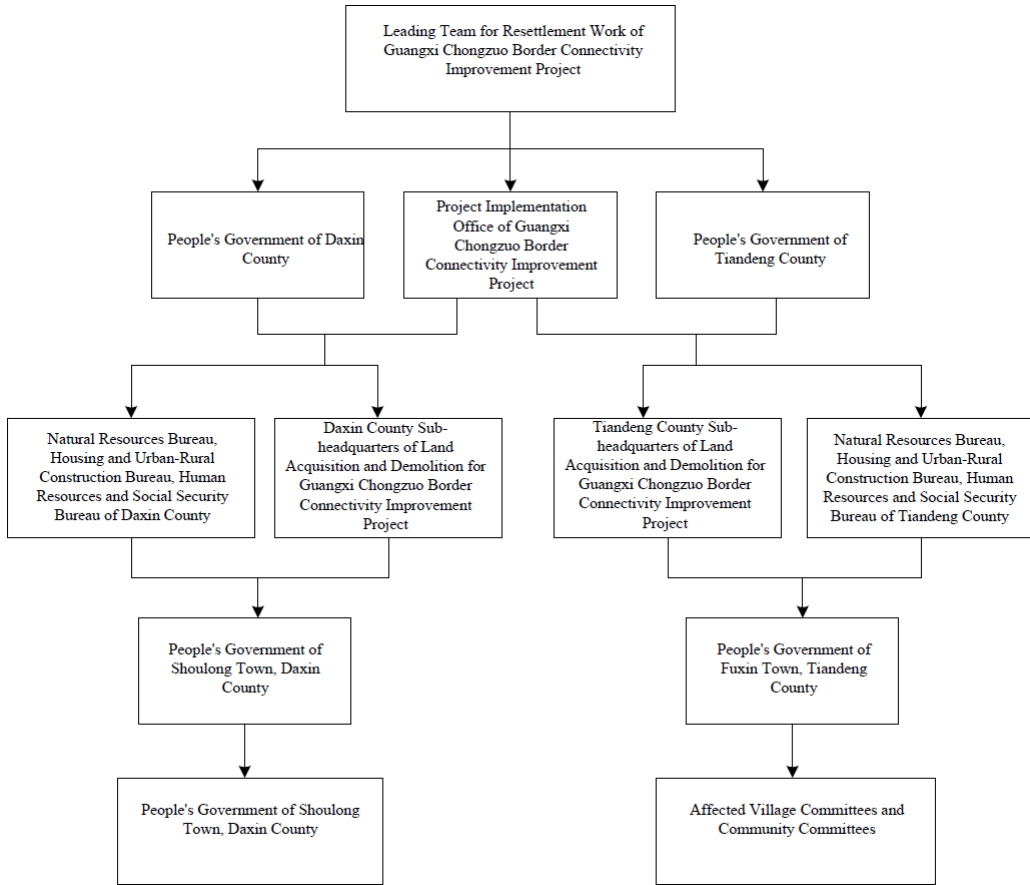 Leading Team for Resettlement Work of
Guangxi Chongzuo Border Connectivity
Improvement Project
People's Government of Daxin
County
Project Implementation
Office of Guangxi
Chongzuo Border
Connectivity Improvement
Project
People's Government of
Tiandeng County
Natural Resources Bureau,
Housing and Urban-Rural
Construction Bureau, Human
Resources and Social Security
Bureau of Daxin County
Daxin County Sub-
headquarters of Land
Acquisition and Demolition for
Guangxi Chongzuo Border
Connectivity Improvement
Project
Tiandeng County Sub-
headquarters of Land
Acquisition and Demolition for
Guangxi Chongzuo Border
Connectivity Improvement
Project
Natural Resources Bureau,
Housing and Urban-Rural
Construction Bureau, Human
Resources and Social Security
Bureau of Tiandeng County
People's Government of
Shoulong Town, Daxin
County
People's Government of
Fuxin Town, Tiandeng
County
People's Government of Shoulong
Town, Daxin County
Affected Village Committees and
Community Committees